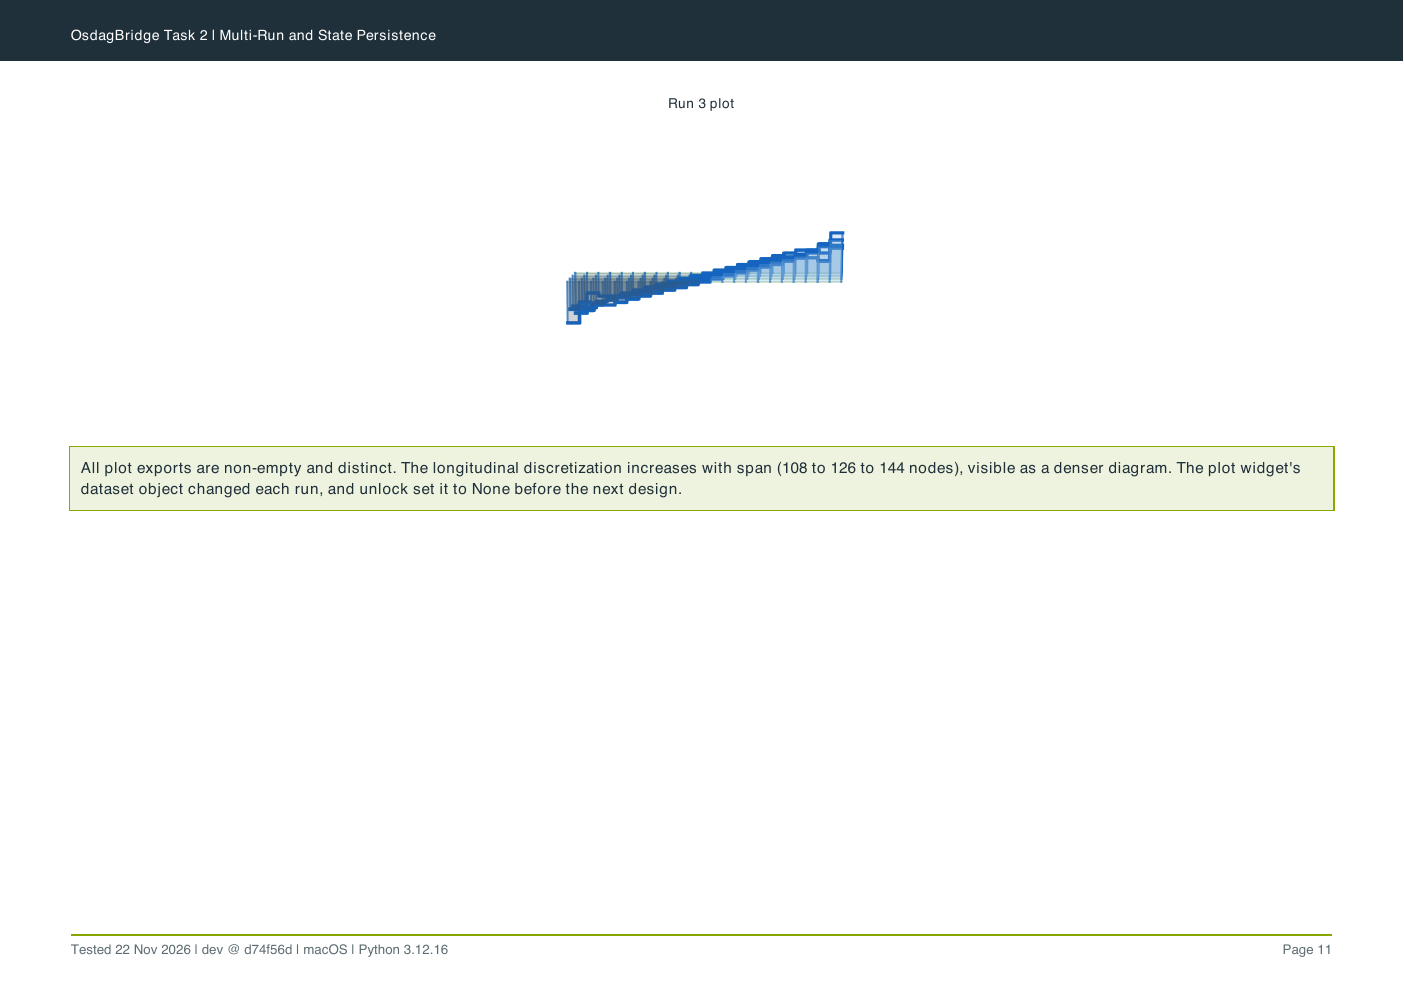 OsdagBridge Task 2 | Multi-Run and State Persistence
Run 3 plot
All plot exports are non-empty and distinct. The longitudinal discretization increases with span (108 to 126 to 144 nodes), visible as a denser diagram. The plot widget's
dataset object changed each run, and unlock set it to None before the next design.
Tested 22 Nov 2026 | dev @ d74f56d | macOS | Python 3.12.16
Page 11